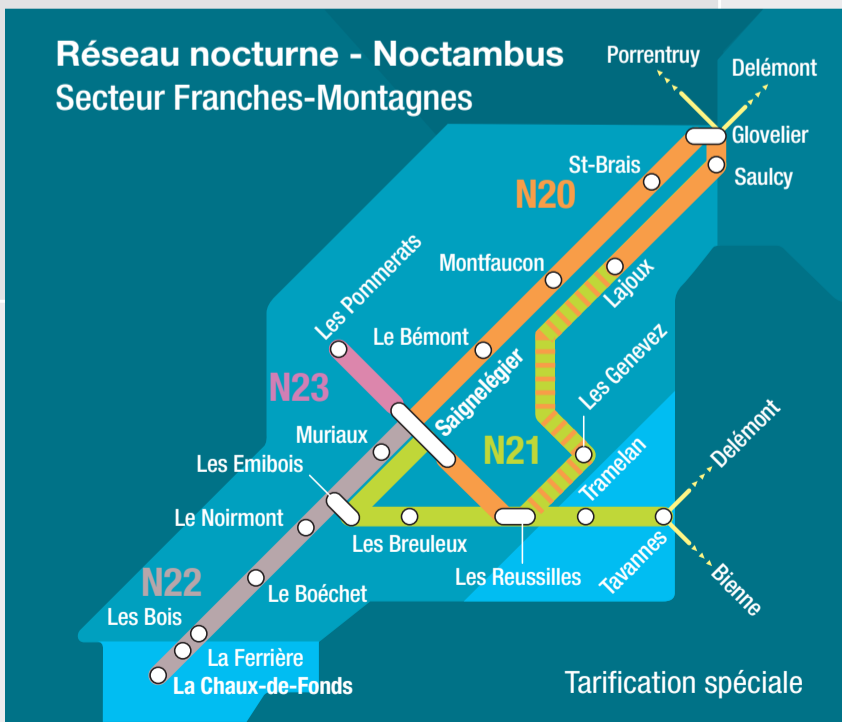 Réseau nocturne - Noctambus
Secteur Franches-Montagnes
Porrentruy
Delémont
Glovelier
St-Brais
Saulcy
N20
Montfaucon
Lajoux
Les Pommerats
Le Bémont
Les Genevez
N23
Saignelégier
Muriaux
N21
Les Emibois
Tramelan
Delémont
Le Noirmont
Les Breuleux
Les Reussilles
Tavannes
Bienne
N22
Le Boéchet
Les Bois
La Ferrière
La Chaux-de-Fonds
Tarification spéciale